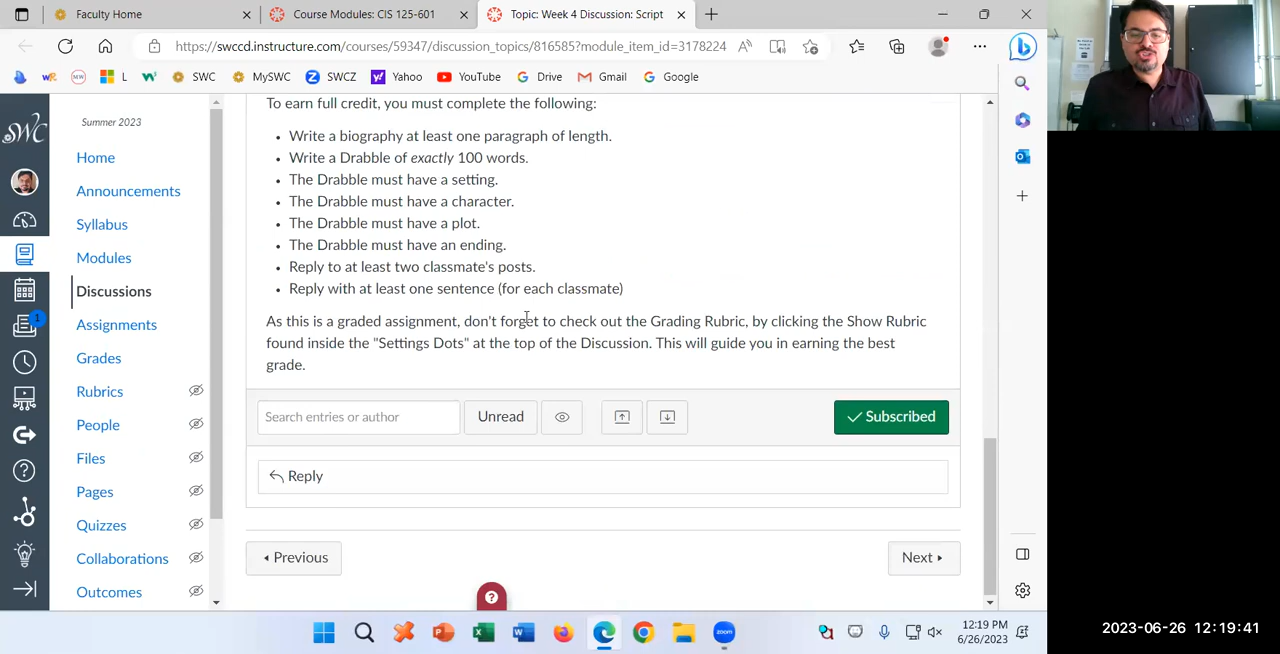 Faculty Home
Course Modules: CIS 125-601
Topic: Week 4 Discussion: Script
https://swccd.instructure.com/courses/59347/discussion_topics/816585?module_item_id=3178224
WR
MW
L
SWC
MySWC
SWCZ
Yahoo
YouTube
Drive
Gmail
Google
SWC
Summer 2023
Home
Announcements
Syllabus
Modules
Discussions
Assignments
Grades
Rubrics
People
Files
Pages
Quizzes
Collaborations
Outcomes
1
To earn full credit, you must complete the following:
• Write a biography at least one paragraph of length.
• Write a Drabble of exactly 100 words.
• The Drabble must have a setting.
• The Drabble must have a character.
• The Drabble must have a plot.
• The Drabble must have an ending.
• Reply to at least two classmate's posts.
• Reply with at least one sentence (for each classmate)
As this is a graded assignment, don't forget to check out the Grading Rubric, by clicking the Show Rubric
found inside the "Settings Dots" at the top of the Discussion. This will guide you in earning the best
grade.
Search entries or author
Unread
Subscribed
Reply
Previous
Next
zoom
12:19 PM
6/26/2023
2023-06-26 12:19:41